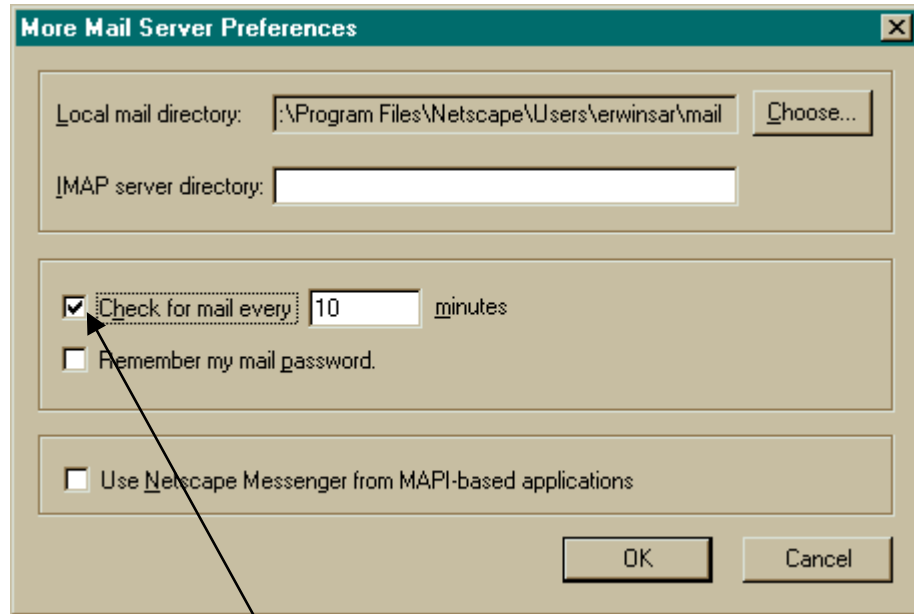 More Mail Server Preferences
Local mail directory: :\Program Files\Netscape\Users\erwinsar\mail Choose...
IMAP server directory:
Check for mail every 10 minutes
Remember my mail password.
Use Netscape Messenger from MAPI-based applications
OK Cancel